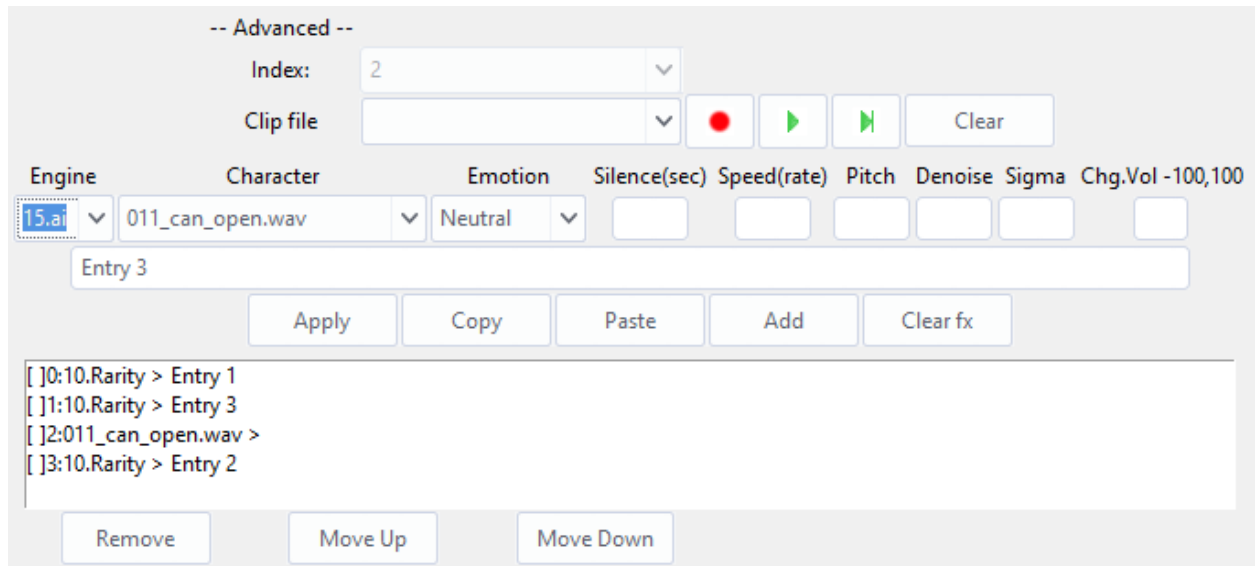 -- Advanced --
Index: 2
Clip file Clear
Engine Character Emotion Silence(sec) Speed(rate) Pitch Denoise Sigma Chg.Vol -100,100
15.ai 011_can_open.wav Neutral
Entry 3
Apply Copy Paste Add Clear fx
[ ]0:10.Rarity > Entry 1
[ ]1:10.Rarity > Entry 3
[ ]2:011_can_open.wav >
[ ]3:10.Rarity > Entry 2
Remove Move Up Move Down